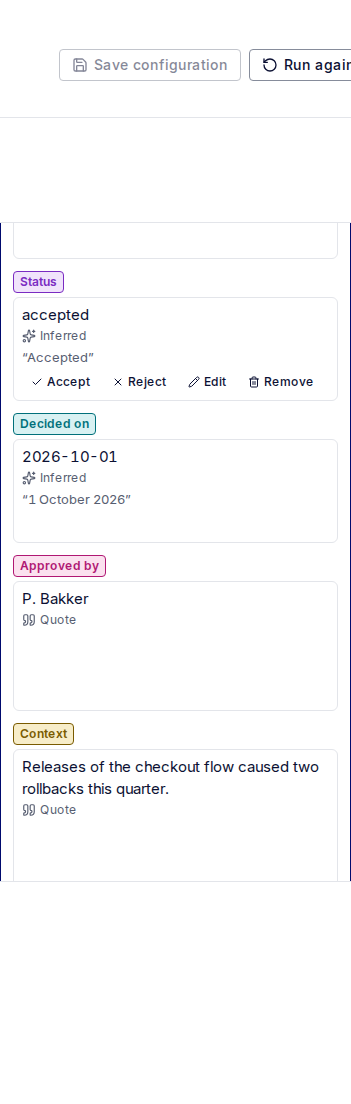 Save configuration
Run again
Status
accepted
Inferred
“Accepted”
Accept Reject Edit Remove
Decided on
2026-10-01
Inferred
“1 October 2026”
Approved by
P. Bakker
Quote
Context
Releases of the checkout flow caused two
rollbacks this quarter.
Quote